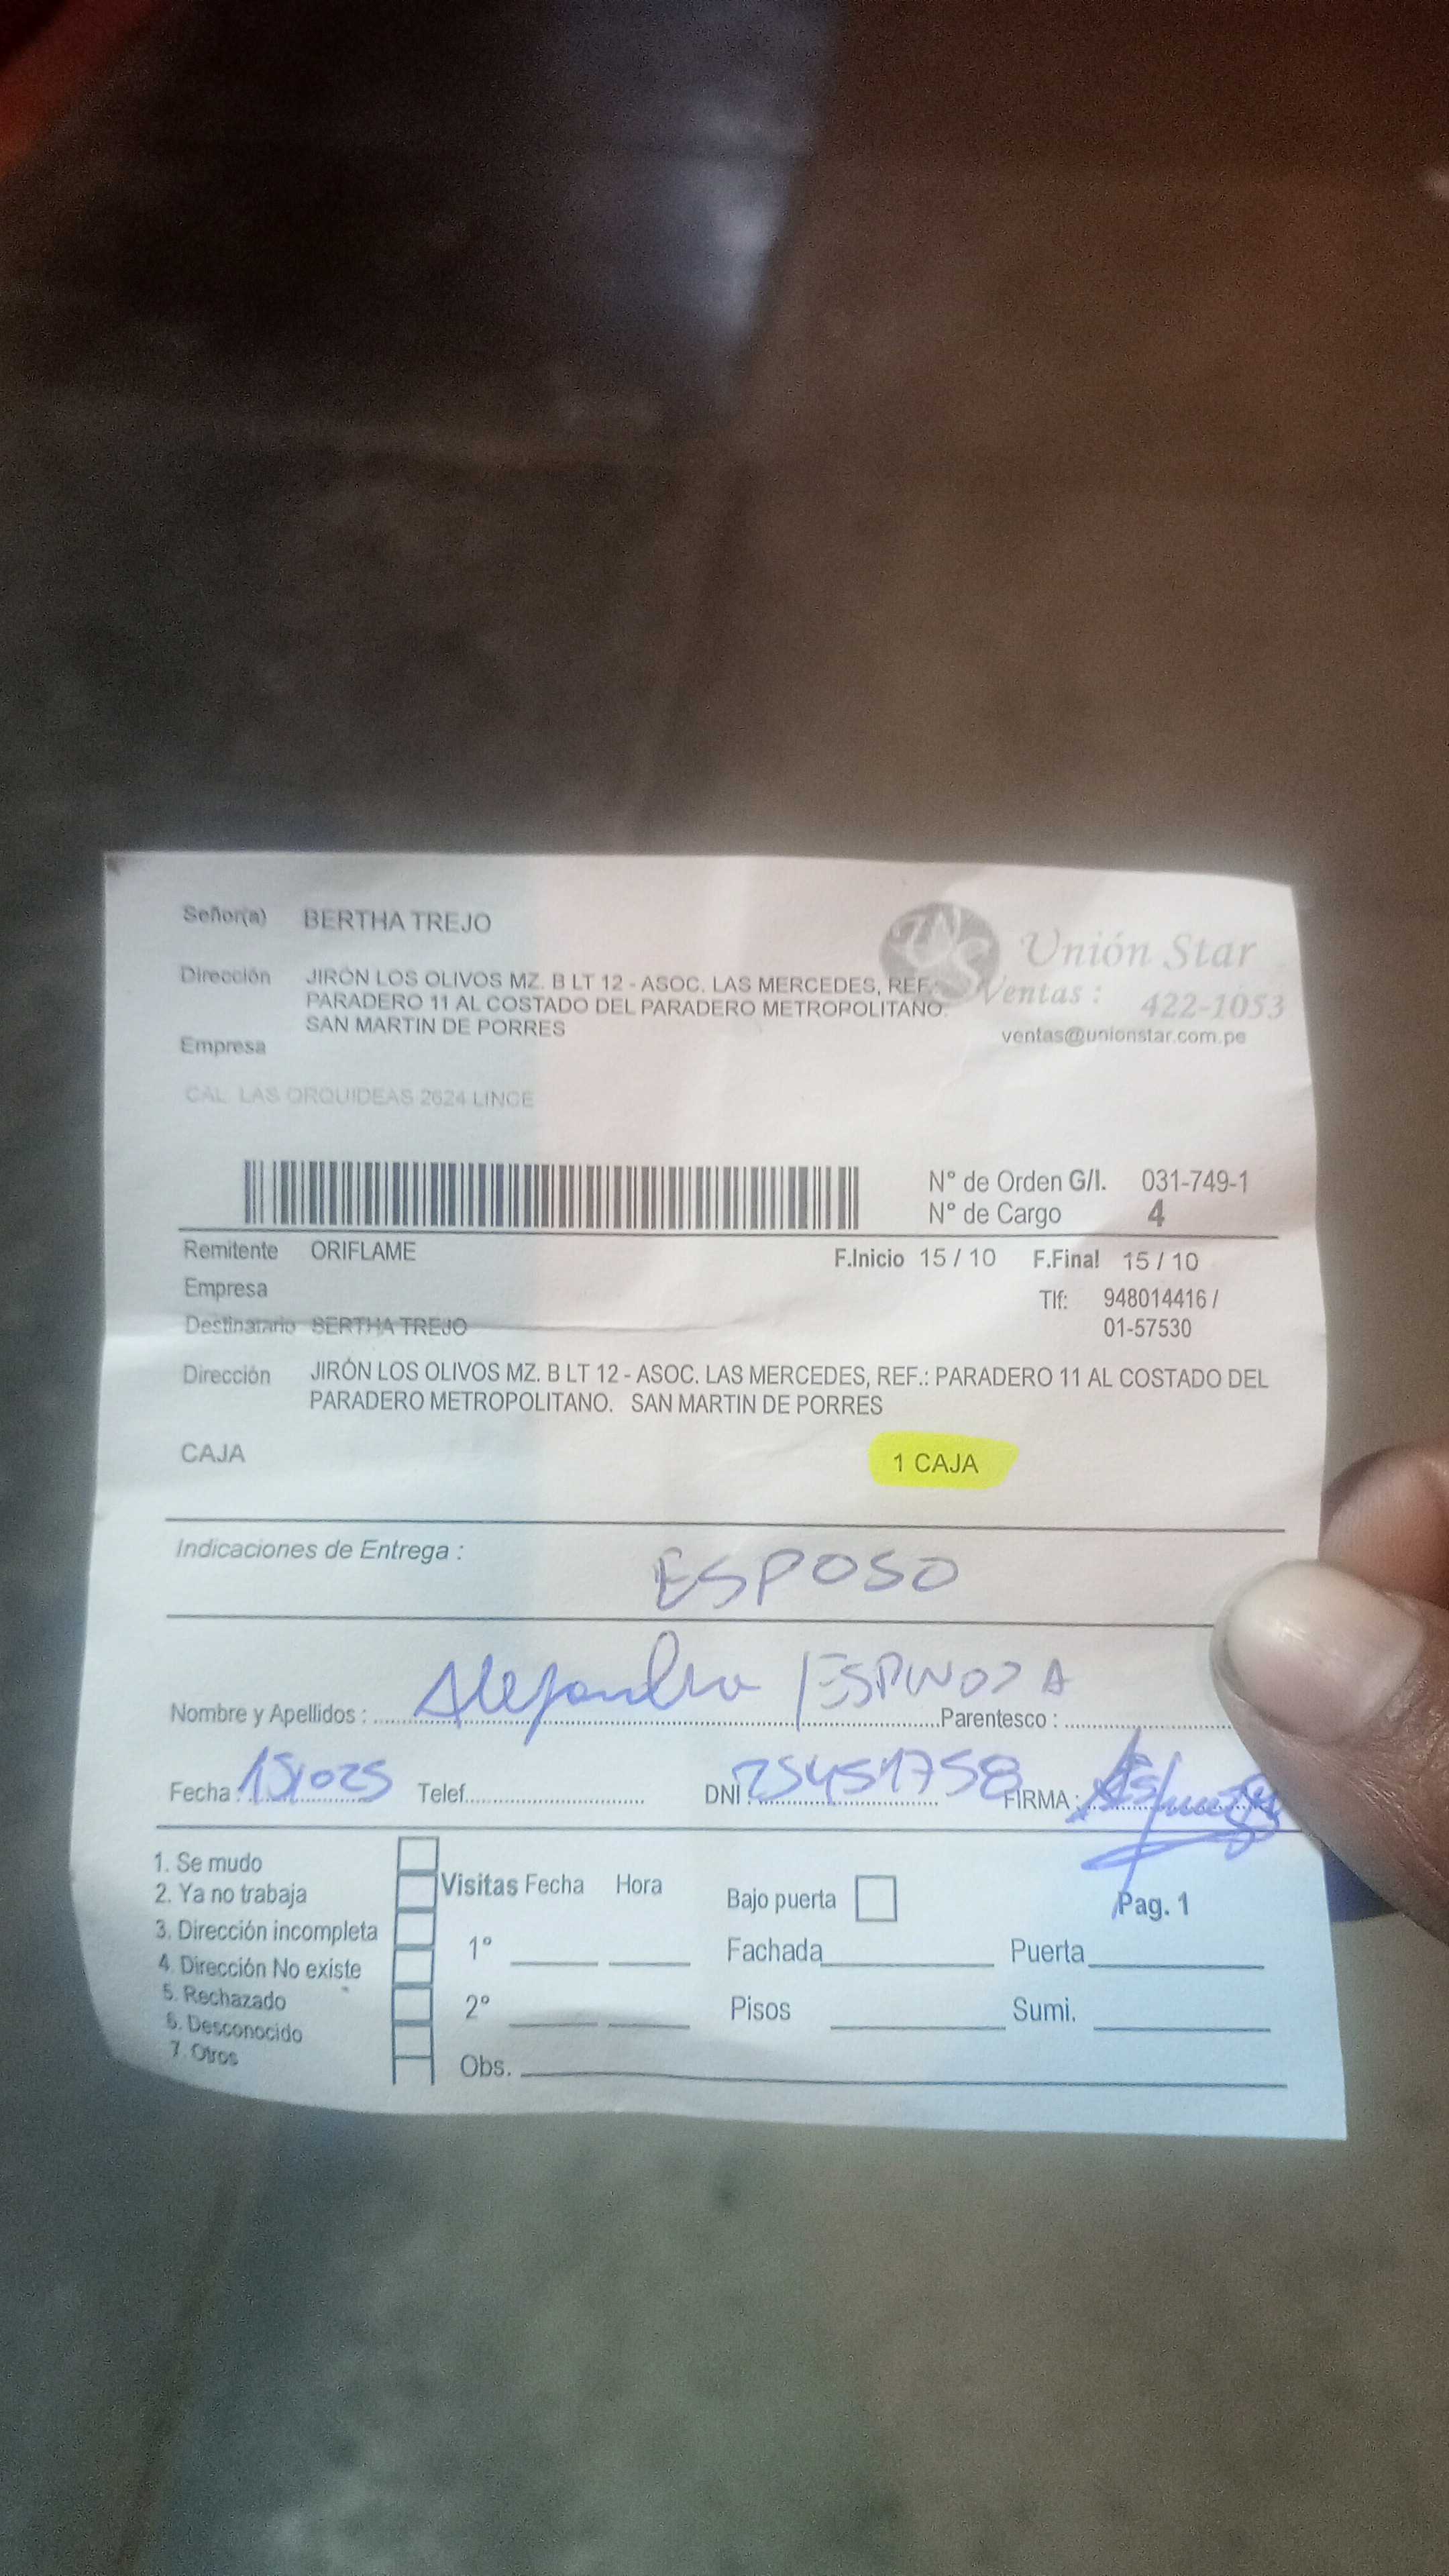 Señor(a) BERTHA TREJO
Unión Star
Dirección JIRÓN LOS OLIVOS MZ. B LT 12 - ASOC. LAS MERCEDES, REF.:
PARADERO 11 AL COSTADO DEL PARADERO METROPOLITANO.
Ventas : 422-1053
SAN MARTIN DE PORRES
ventas@unionstar.com.pe
Empresa
CAL. LAS ORQUIDEAS 2624 LINCE
N° de Orden G/I. 031-749-1
N° de Cargo 4
Remitente ORIFLAME
F.Inicio 15 / 10 F.Final 15 / 10
Empresa
Tlf: 948014416 /
01-57530
Destinatario BERTHA TREJO
Dirección JIRÓN LOS OLIVOS MZ. B LT 12 - ASOC. LAS MERCEDES, REF.: PARADERO 11 AL COSTADO DEL
PARADERO METROPOLITANO. SAN MARTIN DE PORRES
CAJA 1 CAJA
Indicaciones de Entrega : ESPOSO
Nombre y Apellidos : Alejandro ESPINOZA Parentesco :
Fecha : 151025 Telef. DNI : 25451758 FIRMA :
1. Se mudo
2. Ya no trabaja
3. Dirección incompleta
4. Dirección No existe
5. Rechazado
6. Desconocido
7. Otros
Visitas Fecha Hora
1°
2°
Obs.
Bajo puerta
Pag. 1
Fachada Puerta
Pisos Sumi.